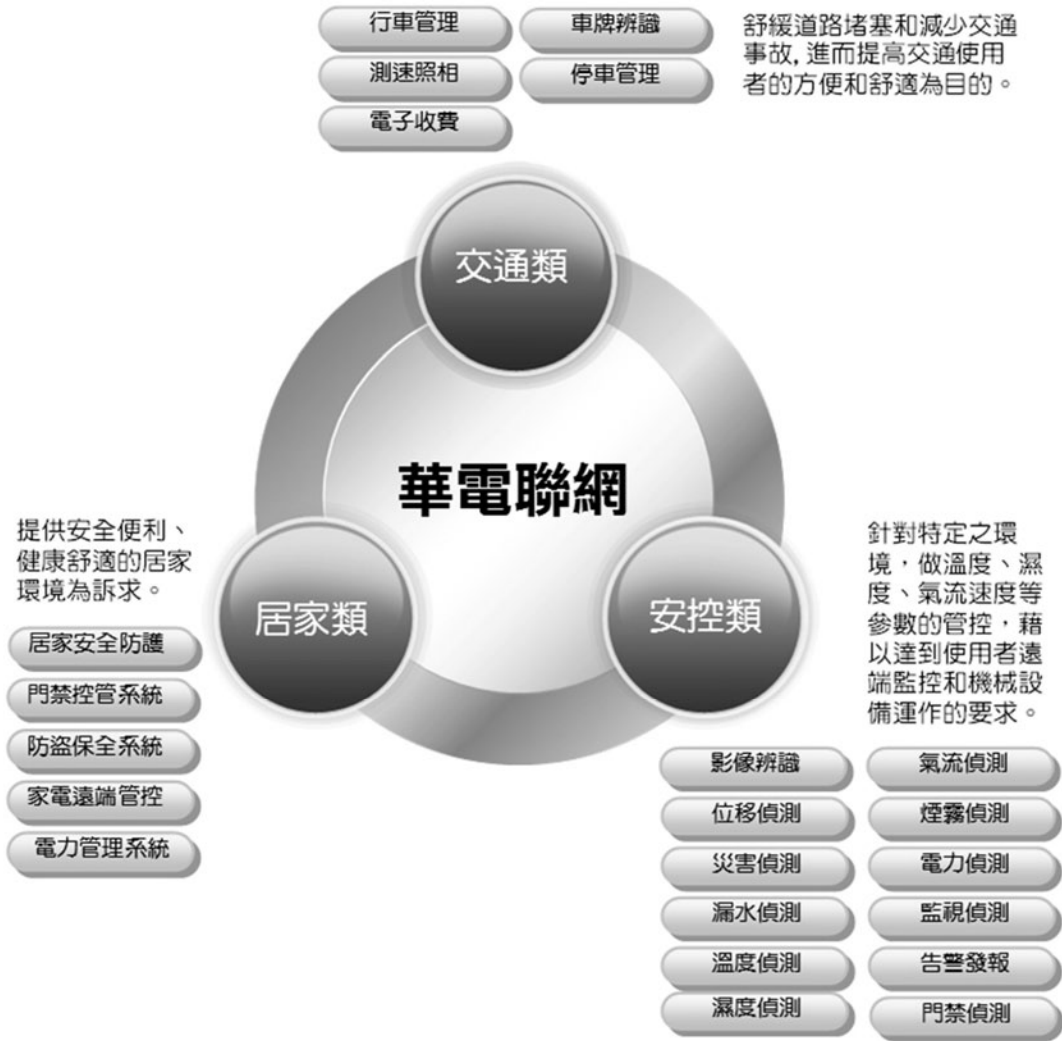 行車管理
車牌辨識
測速照相
停車管理
電子收費
舒緩道路堵塞和減少交通
事故,進而提高交通使用
者的方便和舒適為目的。
交通類
華電聯網
提供安全便利、
健康舒適的居家
環境為訴求。
居家類
居家安全防護
門禁控管系統
防盜保全系統
家電遠端管控
電力管理系統
安控類
針對特定之環
境,做溫度、濕
度、氣流速度等
參數的管控,藉
以達到使用者遠
端監控和機械設
備運作的要求。
影像辨識
氣流偵測
位移偵測
煙霧偵測
災害偵測
電力偵測
漏水偵測
監視偵測
溫度偵測
告警發報
濕度偵測
門禁偵測